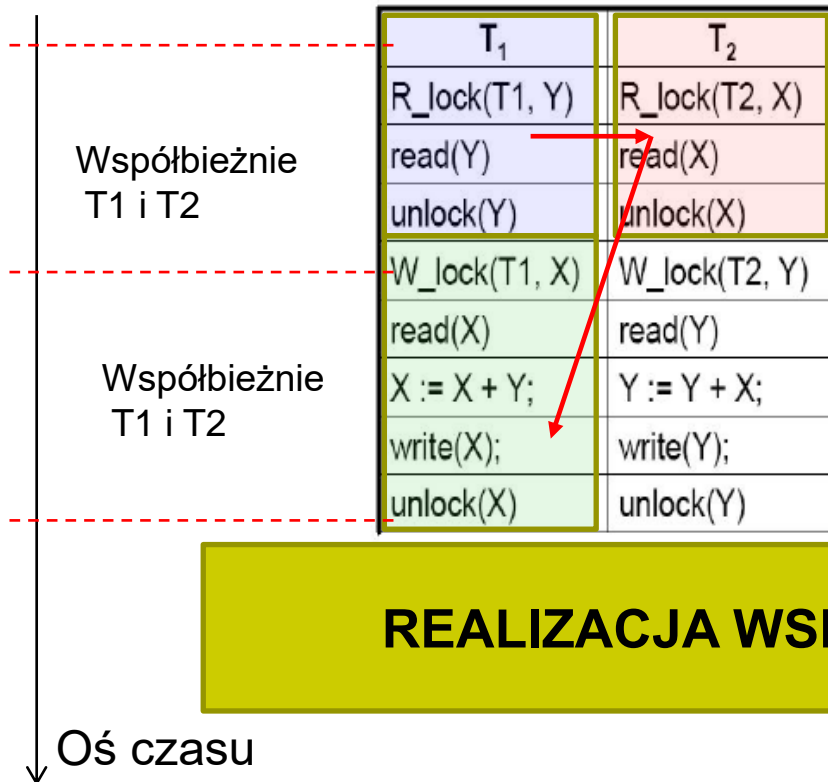 T₁ T₂
R_lock(T1, Y) R_lock(T2, X)
read(Y) read(X)
unlock(Y) unlock(X)
W_lock(T1, X) W_lock(T2, Y)
read(X) read(Y)
X := X + Y; Y := Y + X;
write(X); write(Y);
unlock(X) unlock(Y)
Współbieżnie
T1 i T2
Współbieżnie
T1 i T2
REALIZACJA
Oś czasu